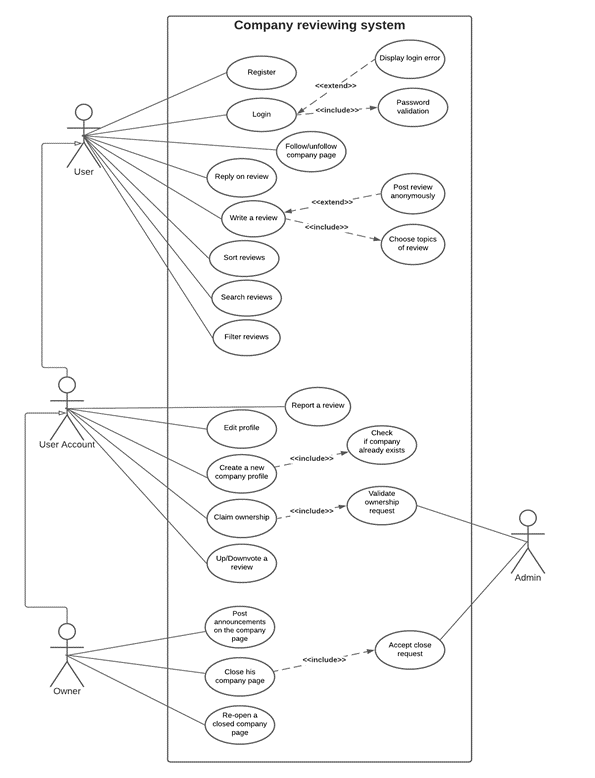 Company reviewing system
Display login error
Register
<<extend>>
Login
<<include>>
Password
validation
User
Follow/unfollow
company page
Reply on review
Post review
anonymously
<<extend>>
Write a review
<<include>>
Choose topics
of review
Sort reviews
Search reviews
Filter reviews
User Account
Report a review
Edit profile
Check
if company
already exists
<<include>>
Create a new
company profile
Validate
ownership
request
<<include>>
Claim ownership
Up/Downvote a
review
Admin
Post
announcements
on the company
page
Accept close
request
<<include>>
Close his
company page
Owner
Re-open a
closed company
page